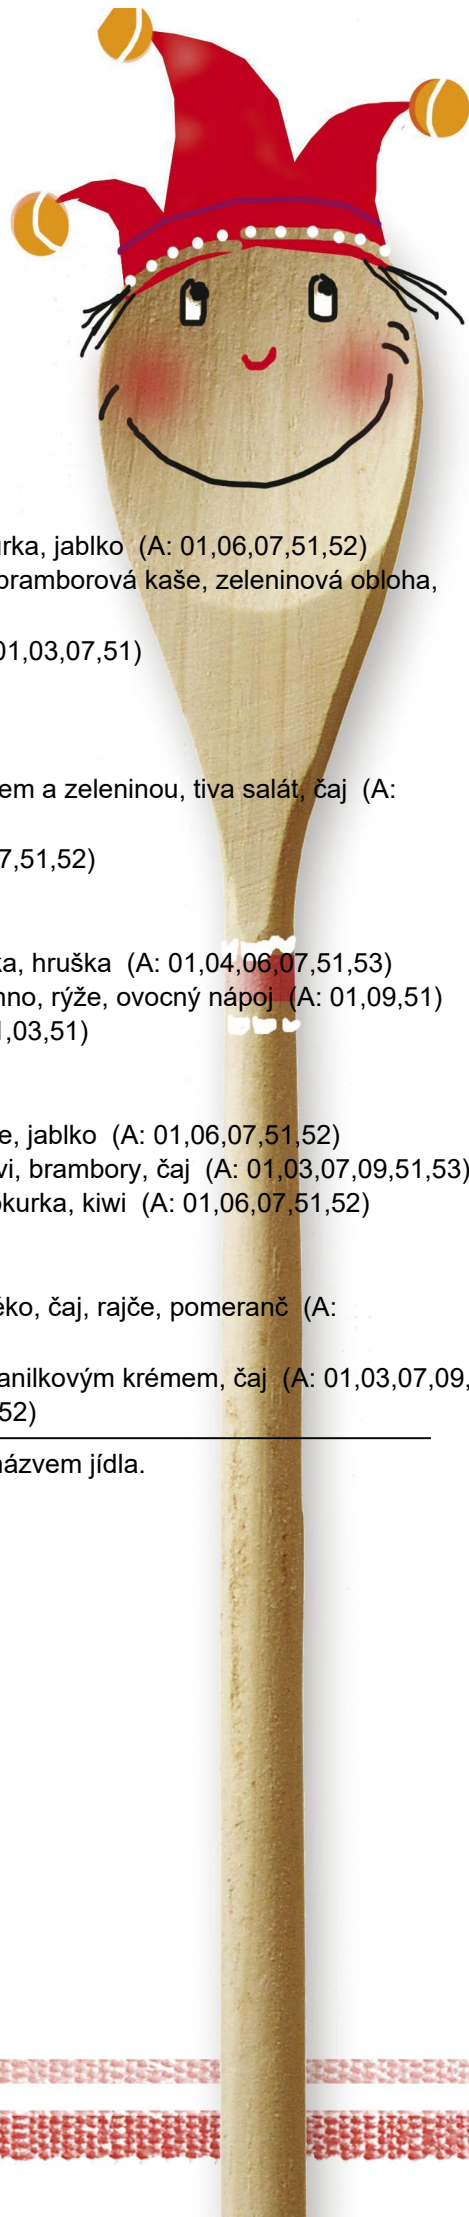 jablko (A: 01,06,07,51,52)
bramborová kaše, zeleninová obloha,
01,03,07,51)
em a zeleninou, tiva salát, čaj (A:
7,51,52)
ka, hruška (A: 01,04,06,07,51,53)
nno, rýže, ovocný nápoj (A: 01,09,51)
1,03,51)
e, jablko (A: 01,06,07,51,52)
vi, brambory, čaj (A: 01,03,07,09,51,53)
okurka, kiwi (A: 01,06,07,51,52)
éko, čaj, rajče, pomeranč (A:
anilkovým krémem, čaj (A: 01,03,07,09,
52)
názvem jídla.